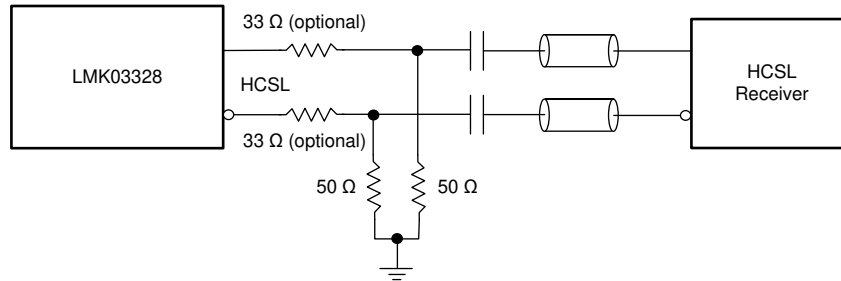 33 Ω (optional)
LMK03328
HCSL
33 Ω (optional)
50 Ω
50 Ω
HCSL
Receiver